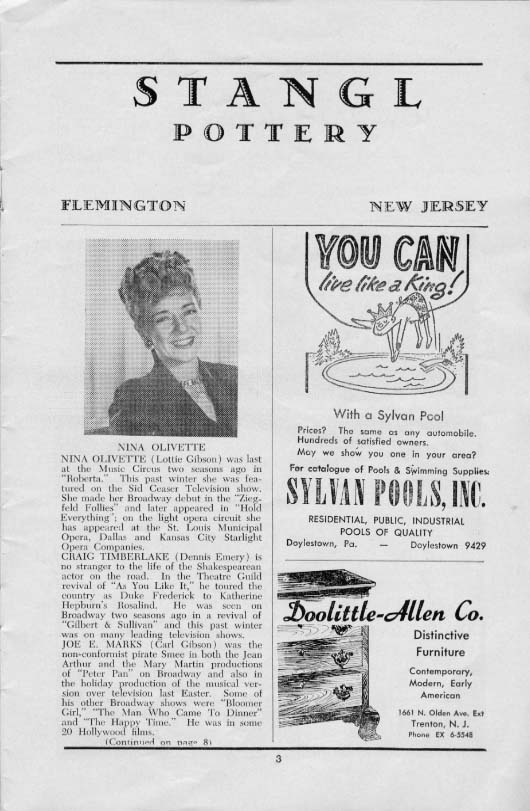 STANGL
POTTERY
FLEMINGTON
NEW JERSEY
NINA OLIVETTE
NINA OLIVETTE (Lottie Gibson) was last
at the Music Circus two seasons ago in
"Roberta." This past winter she was fea-
tured on the Sid Ceaser Television show.
She made her Broadway debut in the "Zieg-
feld Follies" and later appeared in "Hold
Everything"; on the light opera circuit she
has appeared at the St. Louis Municipal
Opera, Dallas and Kansas City Starlight
Opera Companies.
CRAIG TIMBERLAKE (Dennis Emery) is
no stranger to the life of the Shakespearean
actor on the road. In the Theatre Guild
revival of "As You Like It," he toured the
country as Duke Frederick to Katherine
Hepburn's Rosalind. He was seen on
Broadway two seasons ago in a revival of
"Gilbert & Sullivan" and this past winter
was on many leading television shows.
JOE E. MARKS (Carl Gibson) was the
non-conformist pirate Smee in both the Jean
Arthur and the Mary Martin productions
of "Peter Pan" on Broadway and also in
the holiday production of the musical ver-
sion over television last Easter. Some of
his other Broadway shows were "Bloomer
Girl," "The Man Who Came To Dinner"
and "The Happy Time." He was in some
20 Hollywood films.
(Continued on page 8)
YOU CAN
live like a King!
With a Sylvan Pool
Prices? The same as any automobile.
Hundreds of satisfied owners.
May we show you one in your area?
For catalogue of Pools & Swimming Supplies:
SYLVAN POOLS, INC.
RESIDENTIAL, PUBLIC, INDUSTRIAL
POOLS OF QUALITY
Doylestown, Pa. — Doylestown 9429
Doolittle-Allen Co.
Distinctive
Furniture
Contemporary,
Modern, Early
American
1661 N. Olden Ave. Ext
Trenton, N. J.
Phone EX 6-5548
3